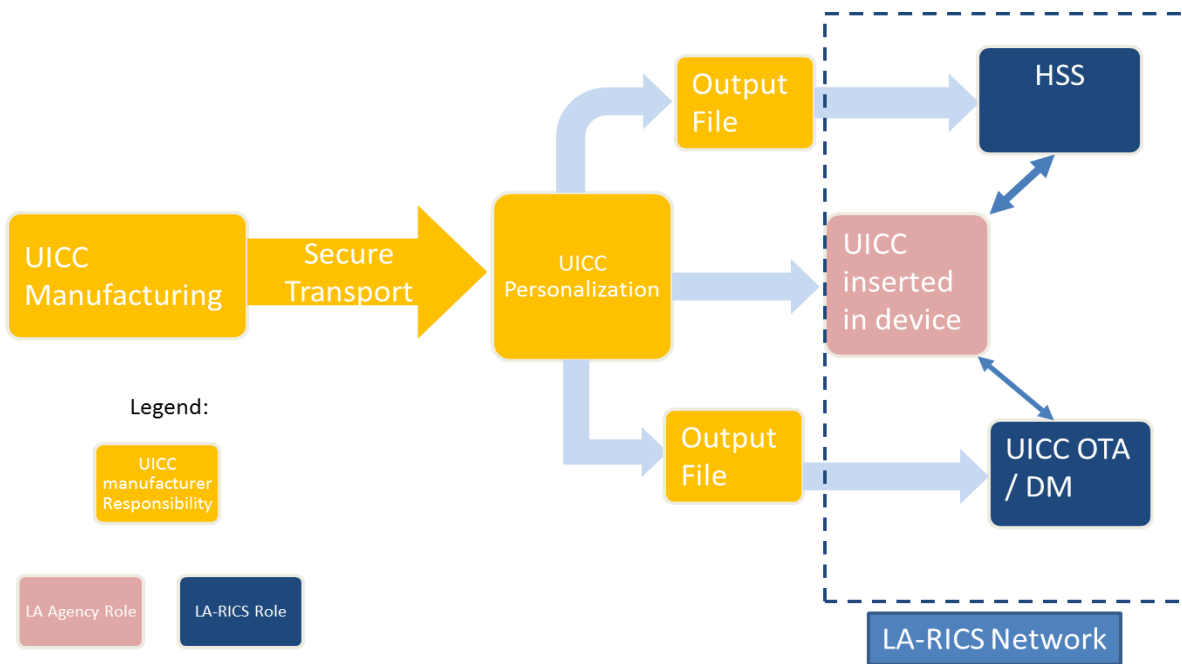 UICC
Manufacturing
Secure
Transport
UICC
Personalization
Output
File
Output
File
HSS
UICC
inserted
in device
UICC OTA
/ DM
LA-RICS Network
Legend:
UICC
manufacturer
Responsibility
LA Agency Role
LA-RICS Role